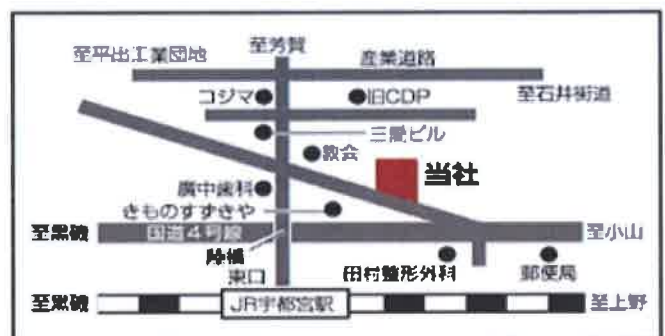 至芳賀
至平出工業団地
産業道路
コジマ
旧CDP
至石井街道
三慶ビル
教会
当社
廣中歯科
きものすずきや
至黒磯
国道4号線
至小山
陸橋
東口
田村整形外科
郵便局
至黒磯
JR宇都宮駅
至上野